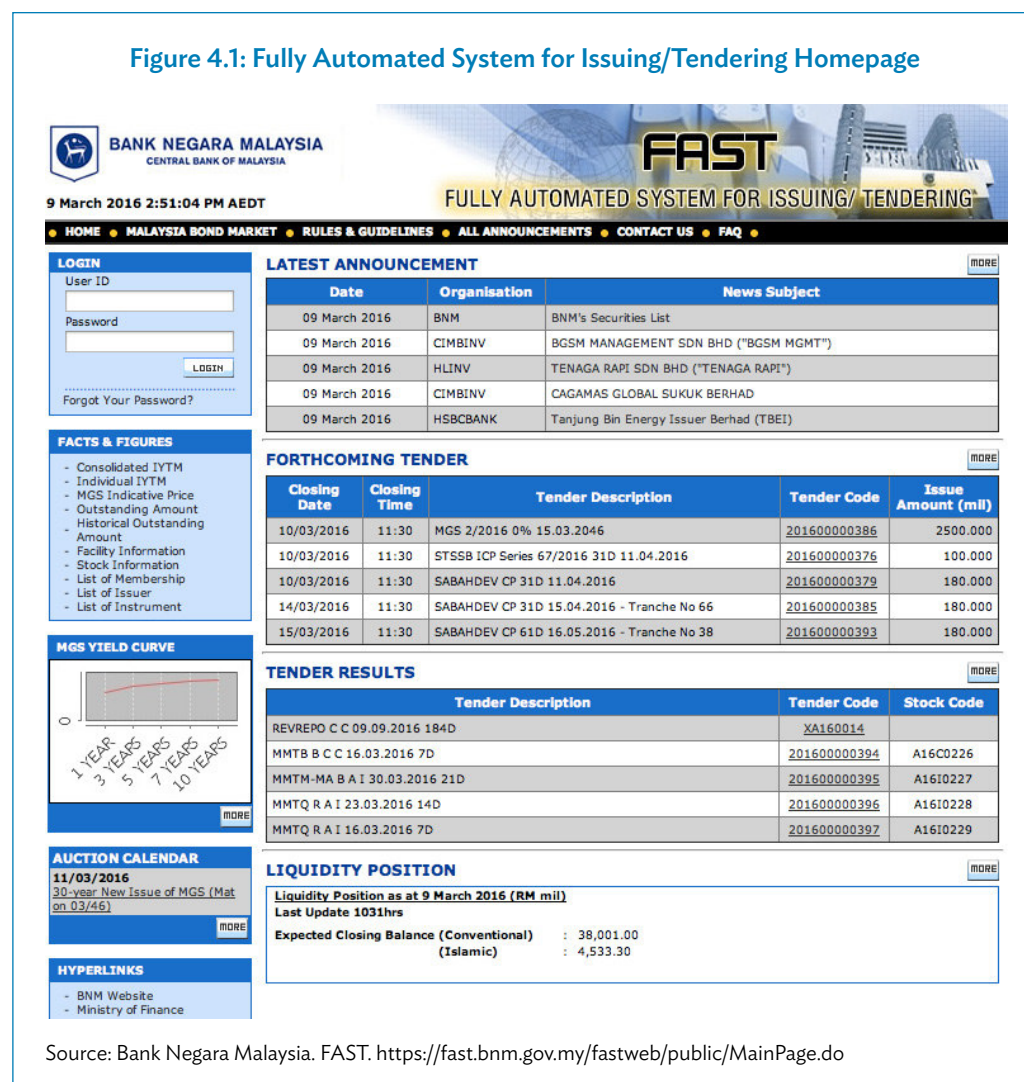 Figure 4.1: Fully Automated System for Issuing/Tendering Homepage
BANK NEGARA MALAYSIA
CENTRAL BANK OF MALAYSIA
9 March 2016 2:51:04 PM AEDT
FAST
FULLY AUTOMATED SYSTEM FOR ISSUING/ TENDERING
HOME MALAYSIA BOND MARKET RULES & GUIDELINES ALL ANNOUNCEMENTS CONTACT US FAQ
LOGIN
User ID
Password
LOGIN
Forgot Your Password?
FACTS & FIGURES
- Consolidated IYTM
- Individual IYTM
- MGS Indicative Price
- Outstanding Amount
- Historical Outstanding
Amount
- Facility Information
- Stock Information
- List of Membership
- List of Issuer
- List of Instrument
MGS YIELD CURVE
0
1 YEAR
3 YEARS
5 YEARS
7 YEARS
10 YEARS
MORE
AUCTION CALENDAR
11/03/2016
30-year New Issue of MGS (Mat
on 03/46)
MORE
HYPERLINKS
- BNM Website
- Ministry of Finance
LATEST ANNOUNCEMENT MORE
Date Organisation News Subject
09 March 2016 BNM BNM's Securities List
09 March 2016 CIMBINV BGSM MANAGEMENT SDN BHD ("BGSM MGMT")
09 March 2016 HLINV TENAGA RAPI SDN BHD ("TENAGA RAPI")
09 March 2016 CIMBINV CAGAMAS GLOBAL SUKUK BERHAD
09 March 2016 HSBCBANK Tanjung Bin Energy Issuer Berhad (TBEI)
FORTHCOMING TENDER MORE
Closing Date Closing Time Tender Description Tender Code Issue Amount (mil)
10/03/2016 11:30 MGS 2/2016 0% 15.03.2046 201600000386 2500.000
10/03/2016 11:30 STSSB ICP Series 67/2016 31D 11.04.2016 201600000376 100.000
10/03/2016 11:30 SABAHDEV CP 31D 11.04.2016 201600000379 180.000
14/03/2016 11:30 SABAHDEV CP 31D 15.04.2016 - Tranche No 66 201600000385 180.000
15/03/2016 11:30 SABAHDEV CP 61D 16.05.2016 - Tranche No 38 201600000393 180.000
TENDER RESULTS MORE
Tender Description Tender Code Stock Code
REVREPO C C 09.09.2016 184D XA160014
MMTB B C C 16.03.2016 7D 201600000394 A16C0226
MMTM-MA B A I 30.03.2016 21D 201600000395 A16I0227
MMTQ R A I 23.03.2016 14D 201600000396 A16I0228
MMTQ R A I 16.03.2016 7D 201600000397 A16I0229
LIQUIDITY POSITION MORE
Liquidity Position as at 9 March 2016 (RM mil)
Last Update 1031hrs
Expected Closing Balance (Conventional) : 38,001.00
(Islamic) : 4,533.30
Source: Bank Negara Malaysia. FAST. https://fast.bnm.gov.my/fastweb/public/MainPage.do